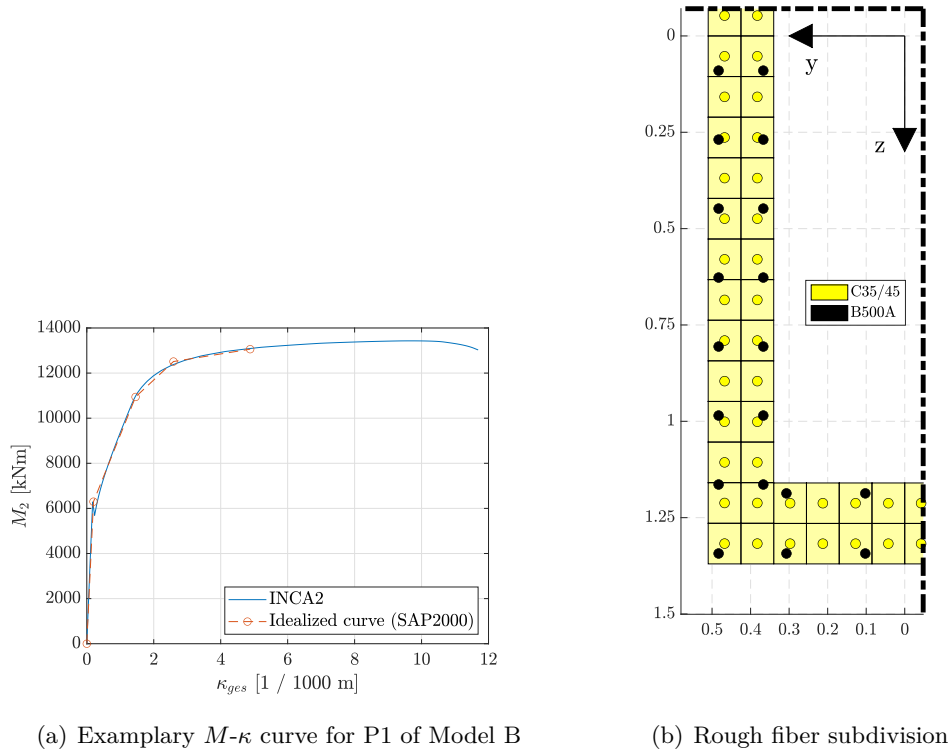 14000
12000
10000
8000
6000
4000
2000
0
M₂ [kNm]
0 2 4 6 8 10 12
κges [1 / 1000 m]
INCA2
Idealized curve (SAP2000)
(a) Examplary M-κ curve for P1 of Model B
0
0.25
0.5
0.75
1
1.25
1.5
0.5 0.4 0.3 0.2 0.1 0
y
z
C35/45
B500A
(b) Rough fiber subdivision